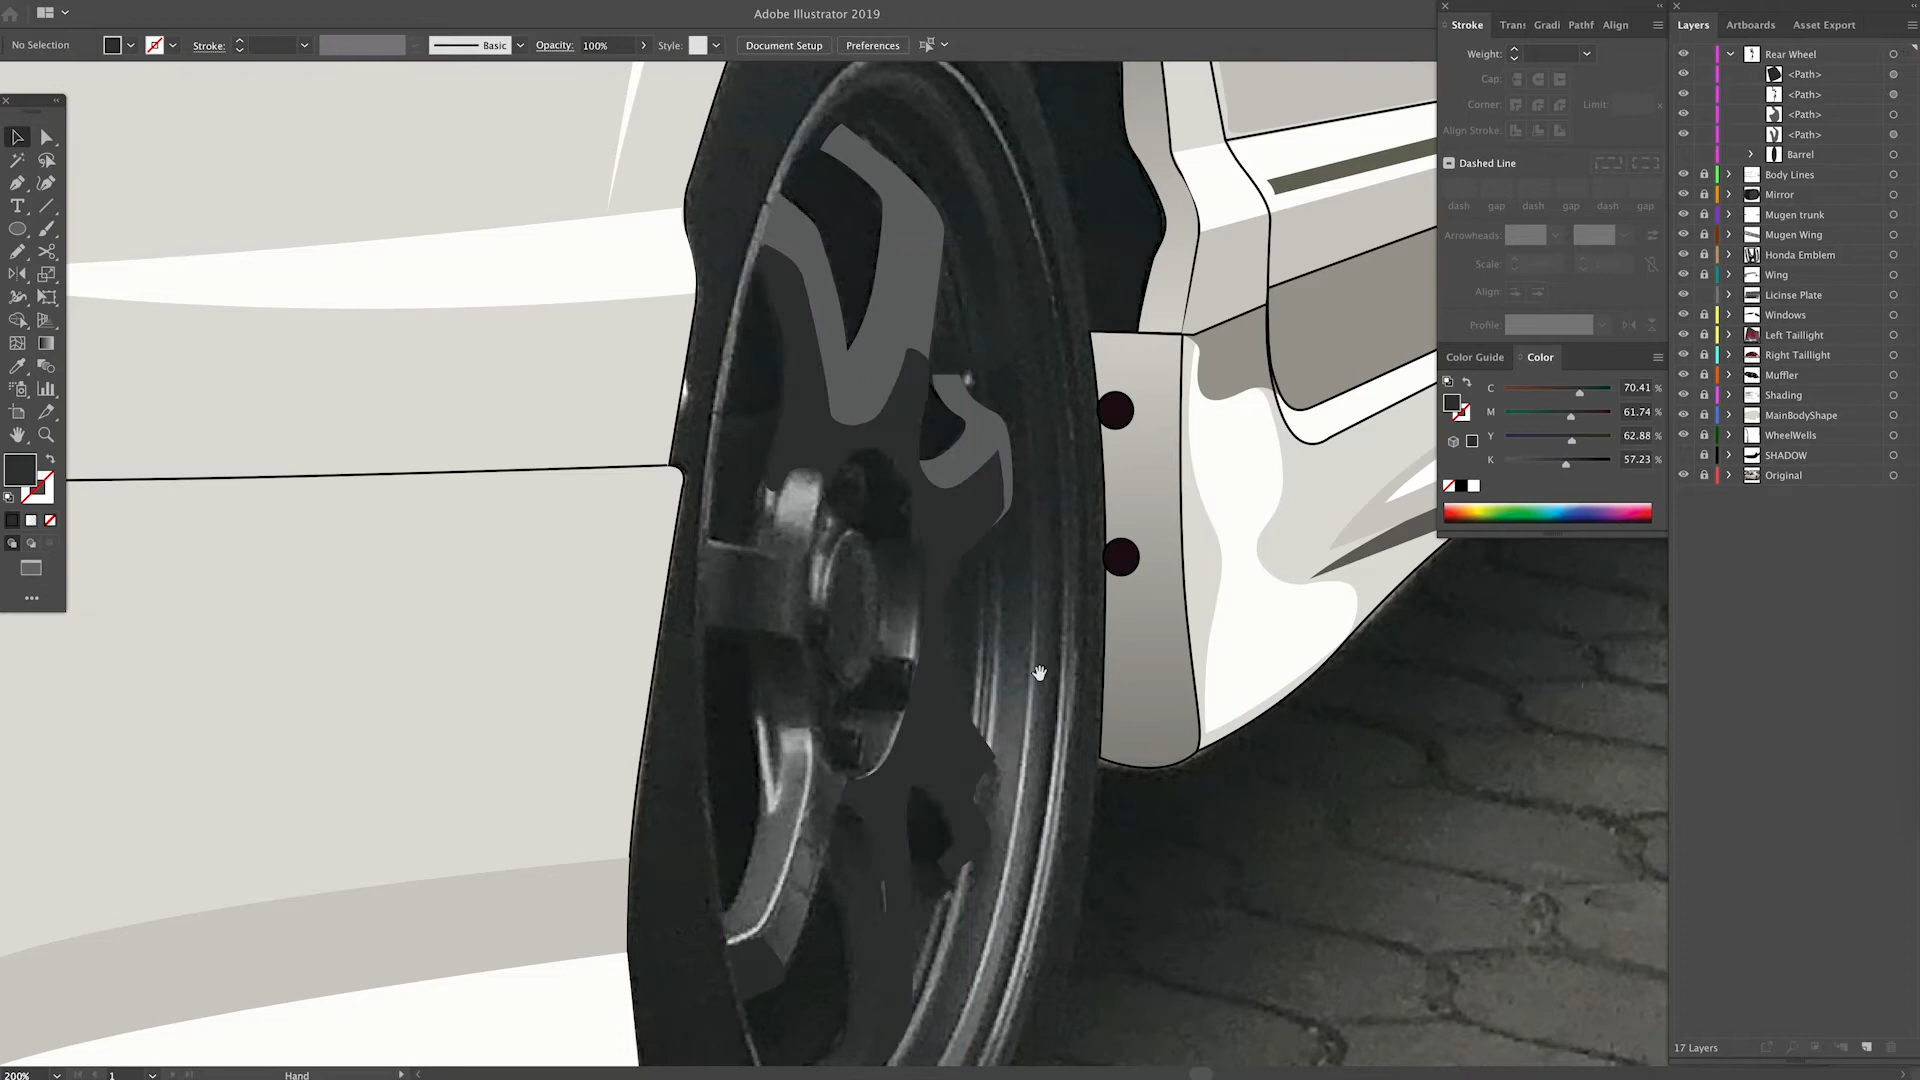 Adobe Illustrator 2019
No Selection
Stroke:
Basic
Opacity: 100%
Style:
Document Setup
Preferences
Stroke Trans Gradi Pathf Align
Weight:
Cap:
Corner:
Limit:
Align Stroke:
Dashed Line
dash gap dash gap dash gap
Arrowheads:
Scale:
Align:
Profile:
Color Guide Color
C 70.41 %
M 61.74 %
Y 62.88 %
K 57.23 %
Layers Artboards Asset Export
Rear Wheel
<Path>
<Path>
<Path>
<Path>
Barrel
Body Lines
Mirror
Mugen trunk
Mugen Wing
Honda Emblem
Wing
Licinse Plate
Windows
Left Taillight
Right Taillight
Muffler
Shading
MainBodyShape
WheelWells
SHADOW
Original
17 Layers
200%
1
Hand